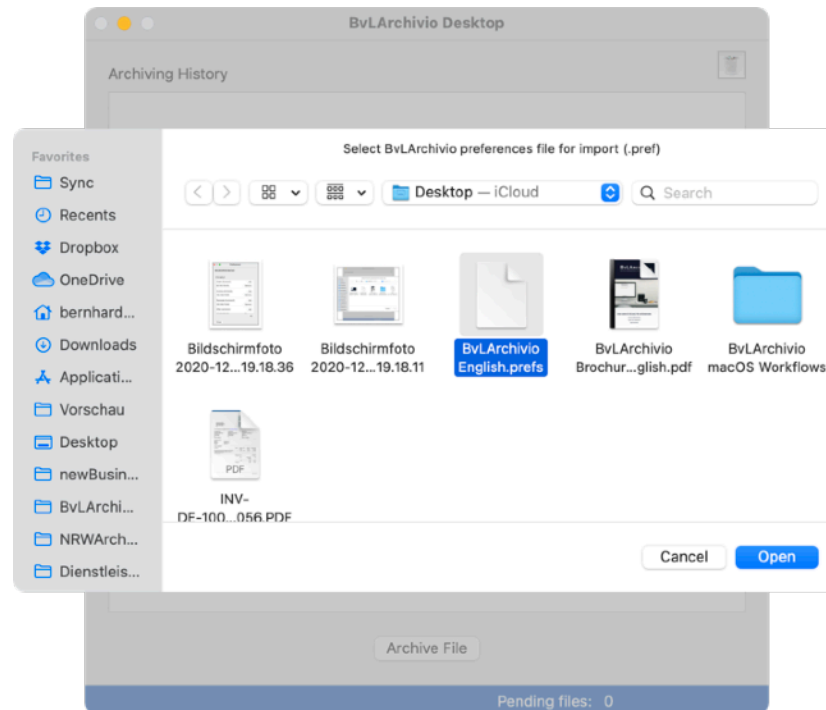 BvLArchivio Desktop
Archiving History
Select BvLArchivio preferences file for import (.pref)
Favorites
Sync
Recents
Dropbox
OneDrive
bernhard...
Downloads
Applicati...
Vorschau
Desktop
newBusin...
BvLArchi...
NRWArch...
Dienstleis...
Desktop — iCloud
Search
Bildschirmfoto
2020-12...19.18.36
Bildschirmfoto
2020-12...19.18.11
BvLArchivio
English.prefs
BvLArchivio
Brochur...glish.pdf
BvLArchivio
macOS Workflows
PDF
INV-
DE-100...056.PDF
Cancel
Open
Archive File
Pending files: 0